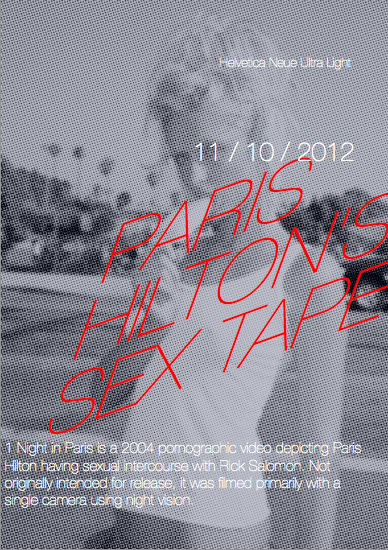 Helvetica Neue Ultra Light
11 / 10 / 2012
PARIS
HILTON'S
SEX TAPE
1 Night in Paris is a 2004 pornographic video depicting Paris
Hilton having sexual intercourse with Rick Salomon. Not
originally intended for release, it was filmed primarily with a
single camera using night vision.